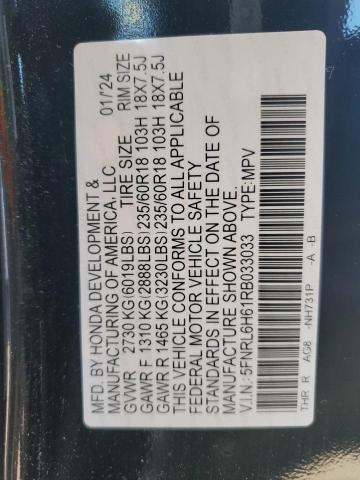 MFD. BY HONDA DEVELOPMENT &
MANUFACTURING OF AMERICA, LLC 01/24
GVWR 2730 KG(6019LBS) TIRE SIZE RIM SIZE
GAWR F 1310 KG(2888LBS)235/60R18 103H 18X7.5J
GAWR R 1465 KG(3230LBS)235/60R18 103H 18X7.5J
THIS VEHICLE CONFORMS TO ALL APPLICABLE
FEDERAL MOTOR VEHICLE SAFETY
STANDARDS IN EFFECT ON THE DATE OF
MANUFACTURE SHOWN ABOVE.
V.I.N.: 5FNRL6H61RB033033 TYPE: MPV
THR R AG8 -NH731P -A -B